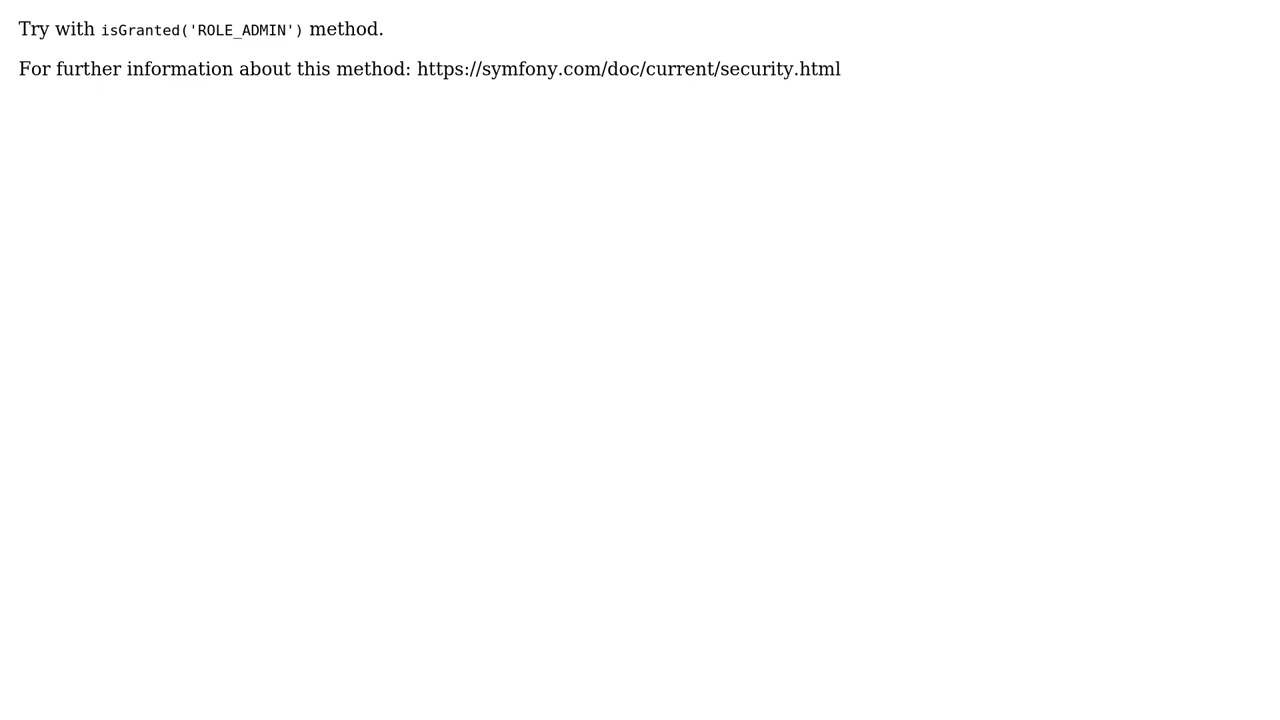 Try with isGranted('ROLE_ADMIN') method.
For further information about this method: https://symfony.com/doc/current/security.html